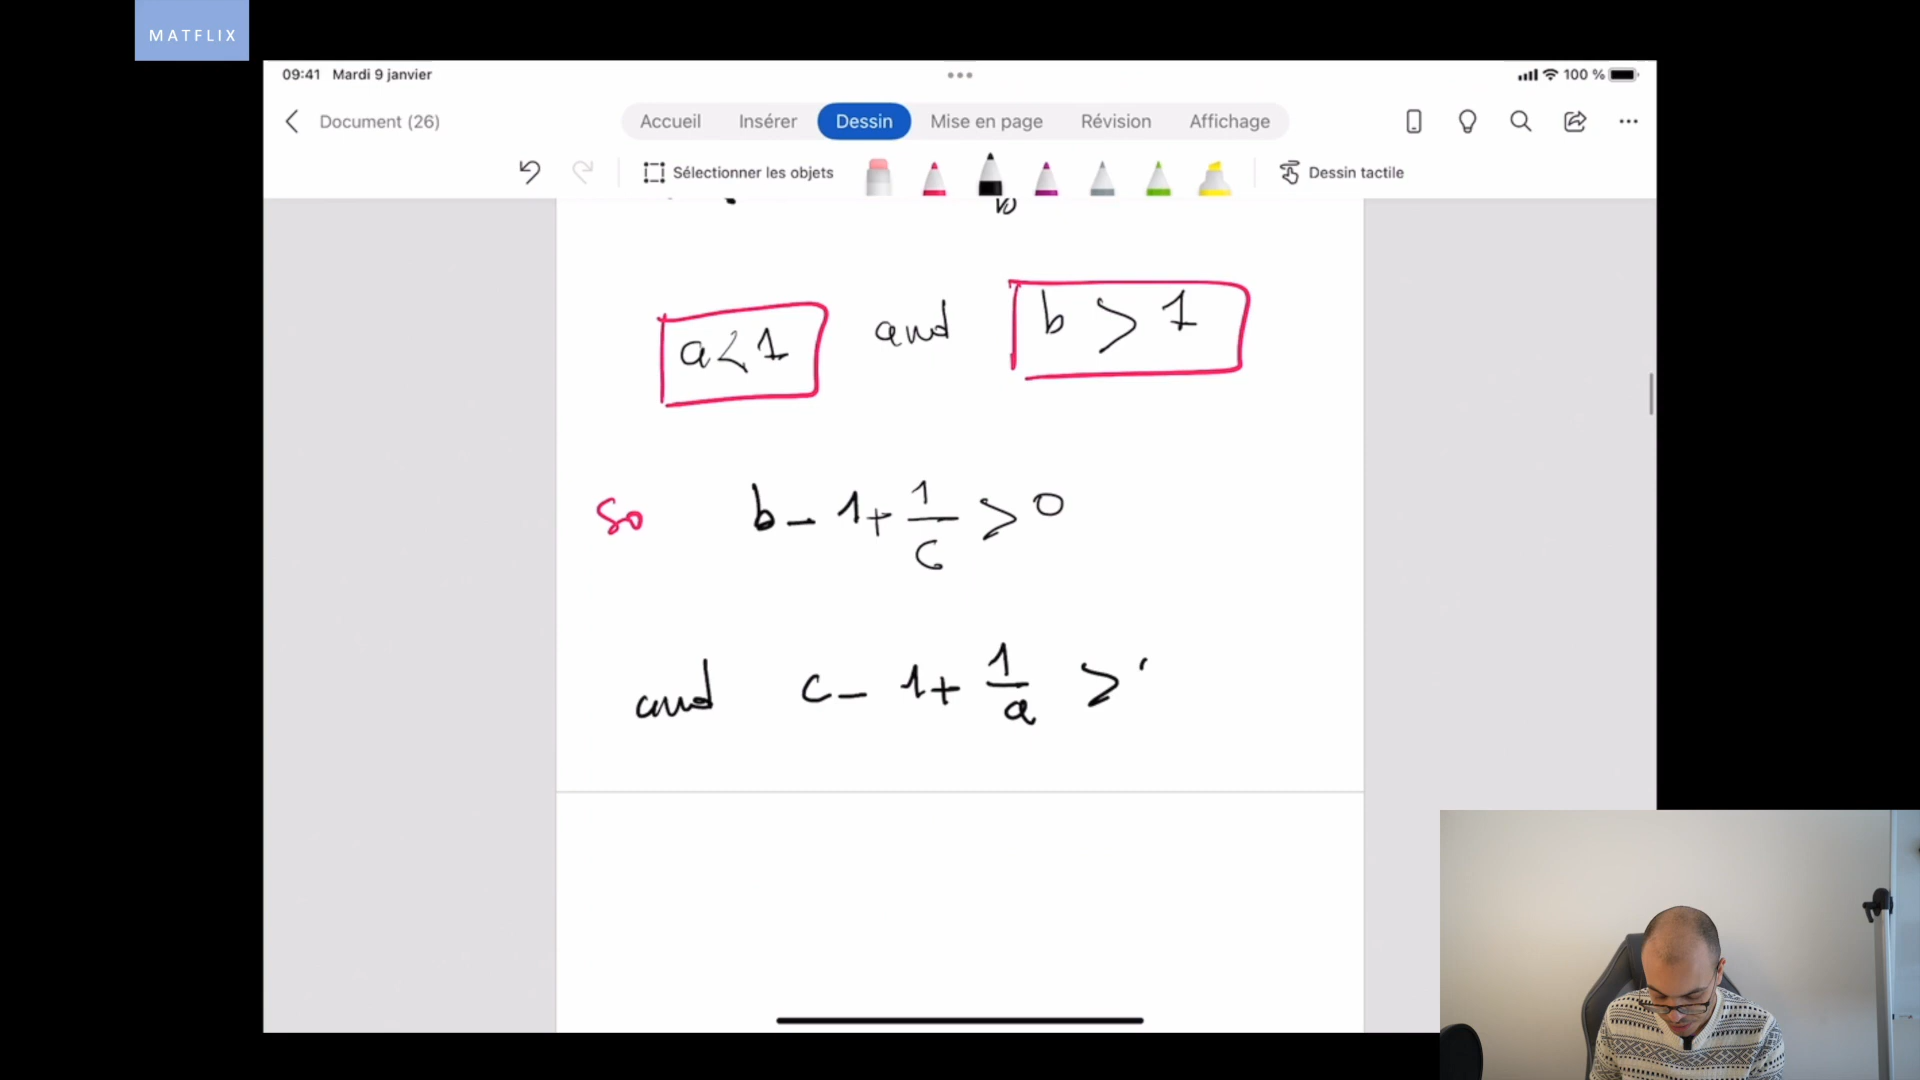 MATFLIX
09:41 Mardi 9 janvier
100 %
Document (26)
Accueil Insérer Dessin Mise en page Révision Affichage
Sélectionner les objets
Dessin tactile
a < 1 and b > 1
So b - 1 + 1/c > 0
and c - 1 + 1/a >